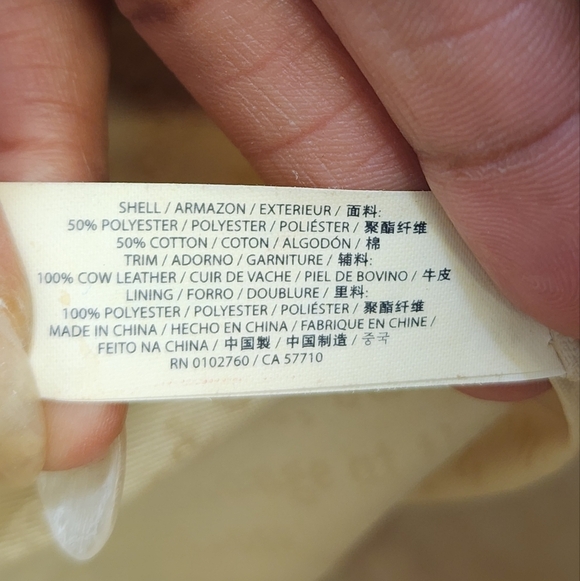 SHELL / ARMAZON / EXTERIEUR / 面料:
50% POLYESTER / POLYESTER / POLIÉSTER / 聚酯纤维
50% COTTON / COTON / ALGODÓN / 棉
TRIM / ADORNO / GARNITURE / 辅料:
100% COW LEATHER / CUIR DE VACHE / PIEL DE BOVINO / 牛皮
LINING / FORRO / DOUBLURE / 里料:
100% POLYESTER / POLYESTER / POLIÉSTER / 聚酯纤维
MADE IN CHINA / HECHO EN CHINA / FABRIQUE EN CHINE /
FEITO NA CHINA / 中国製 / 中国制造 / 중국
RN 0102760 / CA 57710